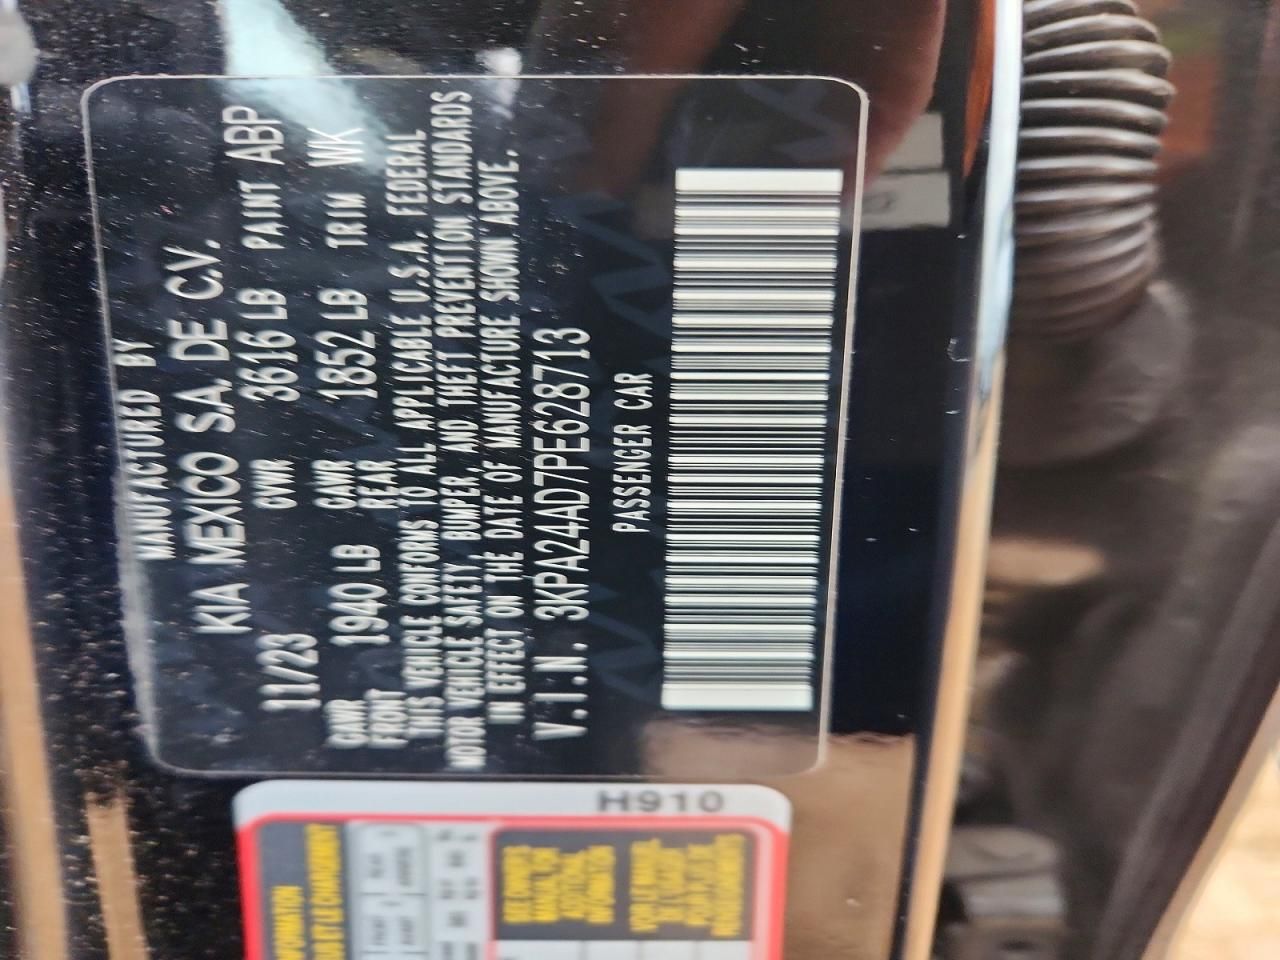 MANUFACTURED BY
KIA MEXICO S.A. DE C.V.
11/23 GVWR 3616 LB PAINT ABP
GAWR FRONT 1940 LB GAWR REAR 1852 LB TRIM WK
THIS VEHICLE CONFORMS TO ALL APPLICABLE U.S.A. FEDERAL
MOTOR VEHICLE SAFETY, BUMPER, AND THEFT PREVENTION STANDARDS
IN EFFECT ON THE DATE OF MANUFACTURE SHOWN ABOVE.
V.I.N. 3KPA24AD7PE628713
PASSENGER CAR
H910